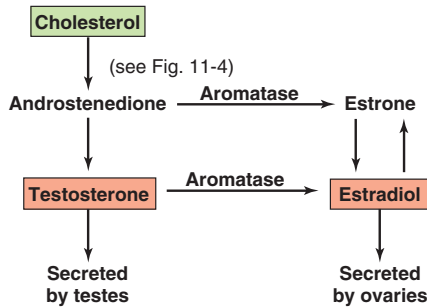 Cholesterol
(see Fig. 11-4)
Androstenedione
Aromatase
Estrone
Testosterone
Aromatase
Estradiol
Secreted
by testes
Secreted
by ovaries